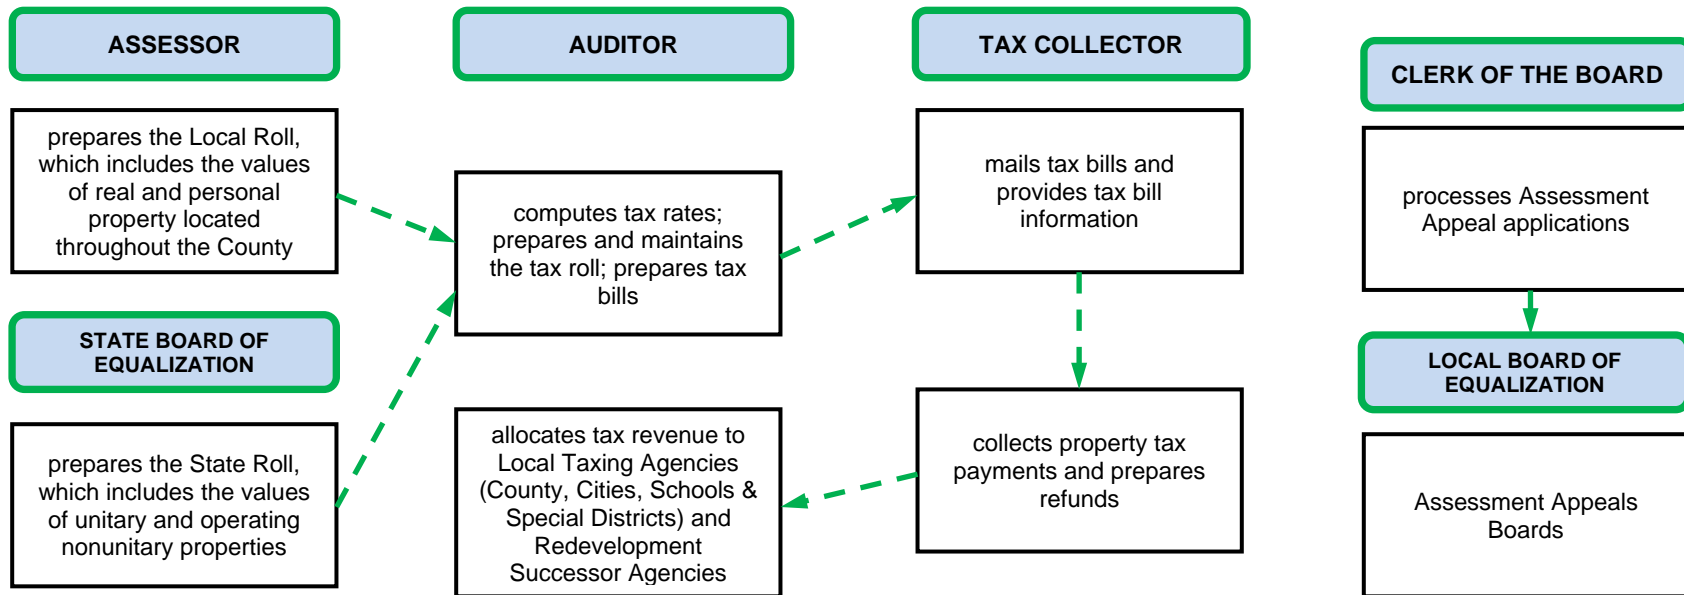 ASSESSOR
prepares the Local Roll,
which includes the values
of real and personal
property located
throughout the County
STATE BOARD OF
EQUALIZATION
prepares the State Roll,
which includes the values
of unitary and operating
nonunitary properties
AUDITOR
computes tax rates;
prepares and maintains
the tax roll; prepares tax
bills
allocates tax revenue to
Local Taxing Agencies
(County, Cities, Schools &
Special Districts) and
Redevelopment
Successor Agencies
TAX COLLECTOR
mails tax bills and
provides tax bill
information
collects property tax
payments and prepares
refunds
CLERK OF THE BOARD
processes Assessment
Appeal applications
LOCAL BOARD OF
EQUALIZATION
Assessment Appeals
Boards